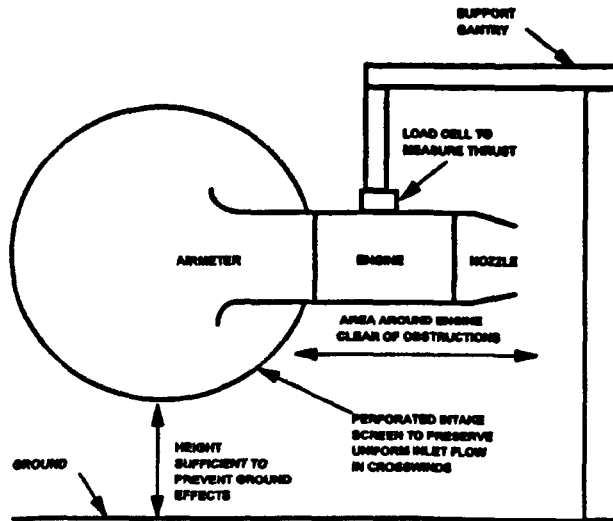 SUPPORT
GANTRY
LOAD CELL TO
MEASURE THRUST
AIRMETER
ENGINE
NOZZLE
AREA AROUND ENGINE
CLEAR OF OBSTRUCTIONS
PERFORATED INTAKE
SCREEN TO PRESERVE
UNIFORM INLET FLOW
IN CROSSWINDS
HEIGHT
SUFFICIENT TO
PREVENT GROUND
EFFECTS
GROUND